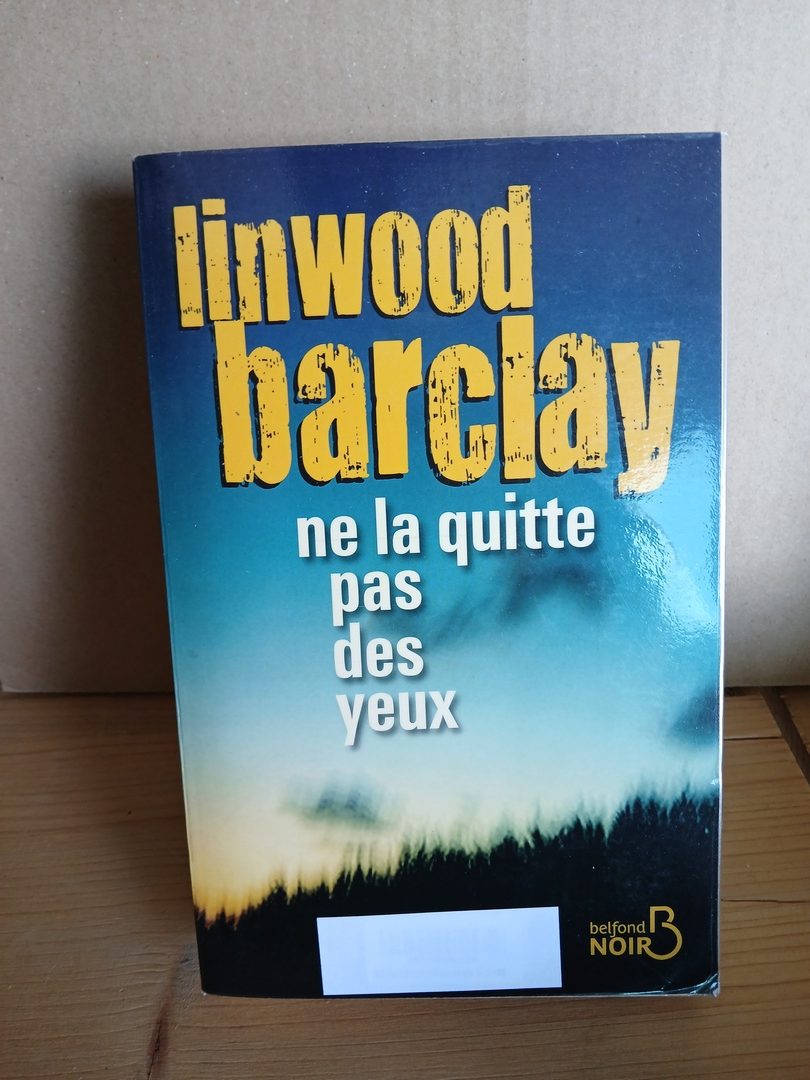 linwood
barclay
ne la quitte
pas
des
yeux
belfond
NOIR